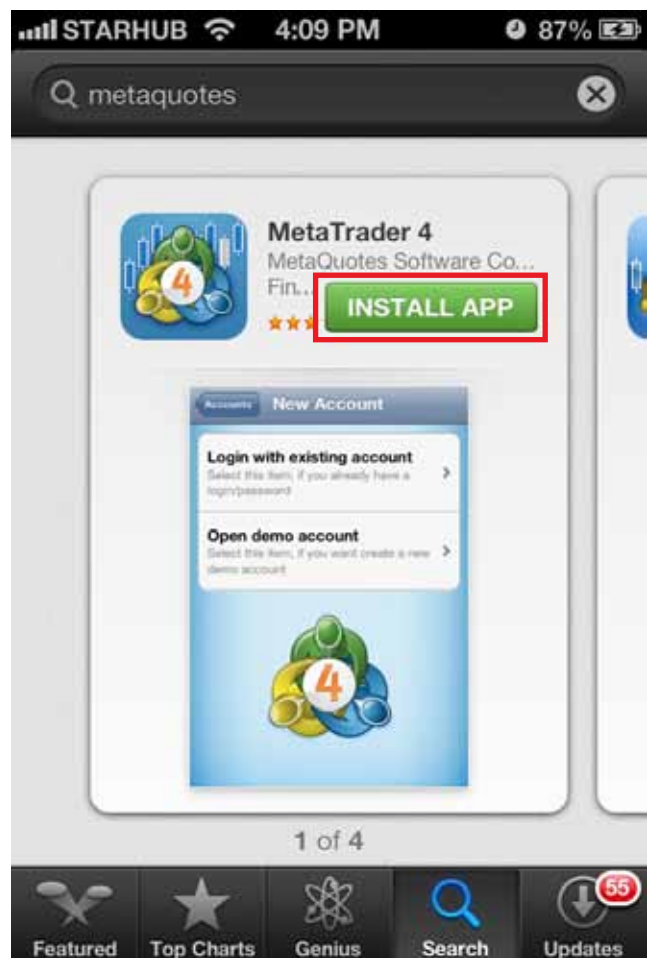 STARHUB 4:09 PM 87%
metaquotes
MetaTrader 4
MetaQuotes Software Co...
Fin...
INSTALL APP
4
Accounts New Account
Login with existing account
Select this item, if you already have a
login/password
Open demo account
Select this item, if you want create a new
demo account
4
1 of 4
55
Featured Top Charts Genius Search Updates